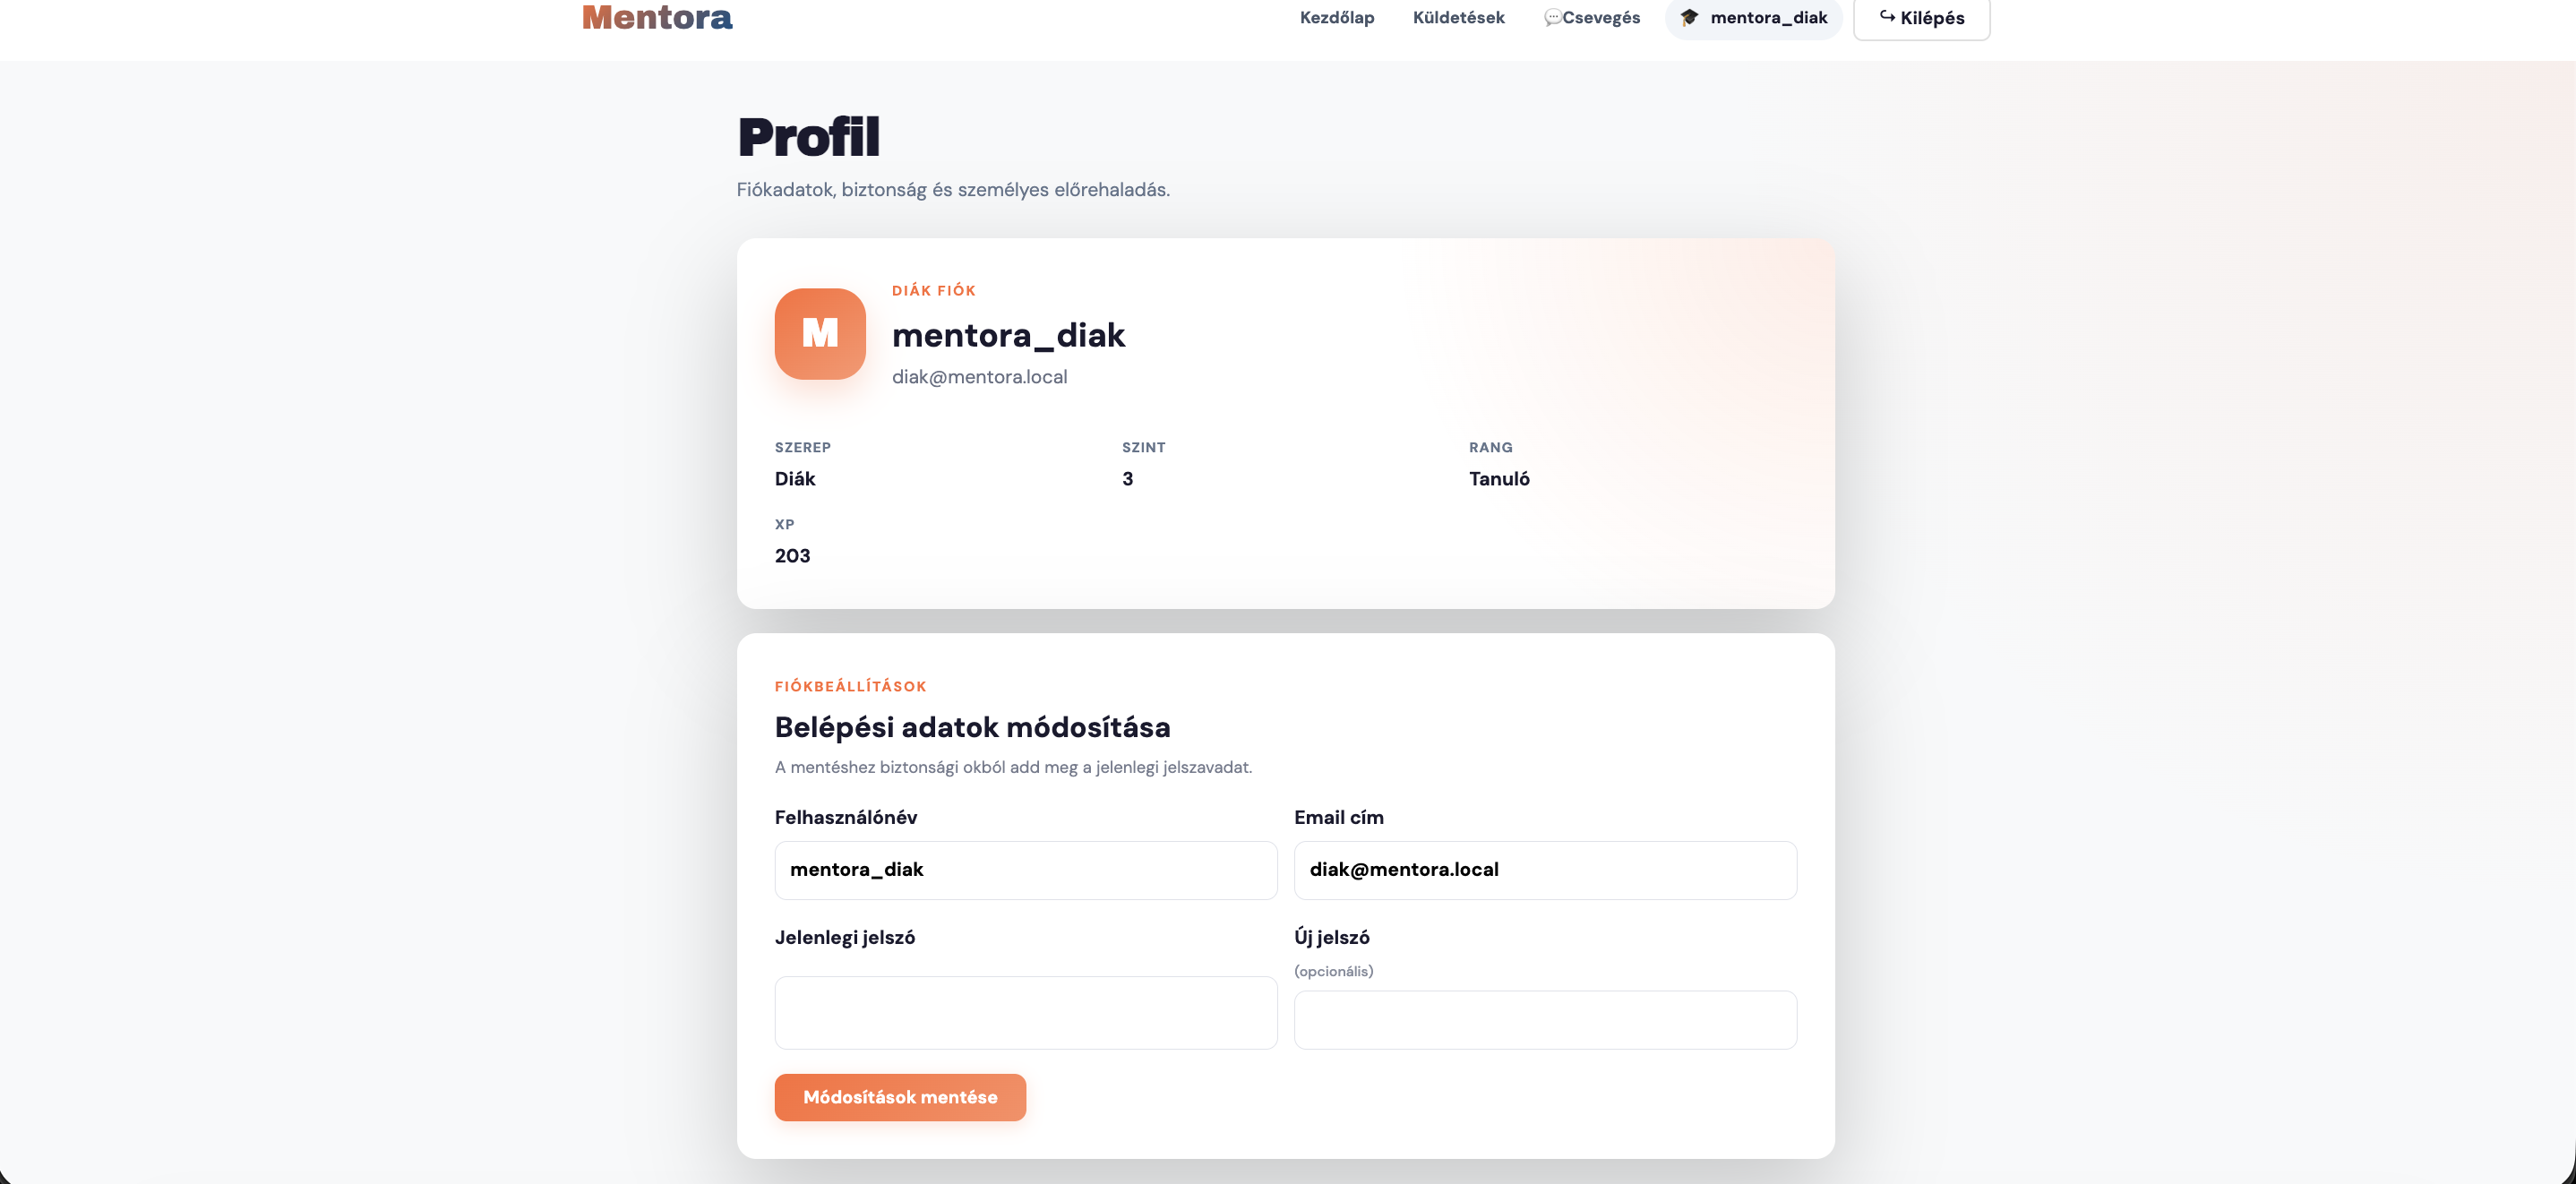 Mentora
Kezdőlap Küldetések 💬Csevegés 🎓 mentora_diak ↪ Kilépés
Profil
Fiókadatok, biztonság és személyes előrehaladás.
M
DIÁK FIÓK
mentora_diak
diak@mentora.local
SZEREP SZINT RANG
Diák 3 Tanuló
XP
203
FIÓKBEÁLLÍTÁSOK
Belépési adatok módosítása
A mentéshez biztonsági okból add meg a jelenlegi jelszavadat.
Felhasználónév Email cím
mentora_diak diak@mentora.local
Jelenlegi jelszó Új jelszó
(opcionális)
Módosítások mentése